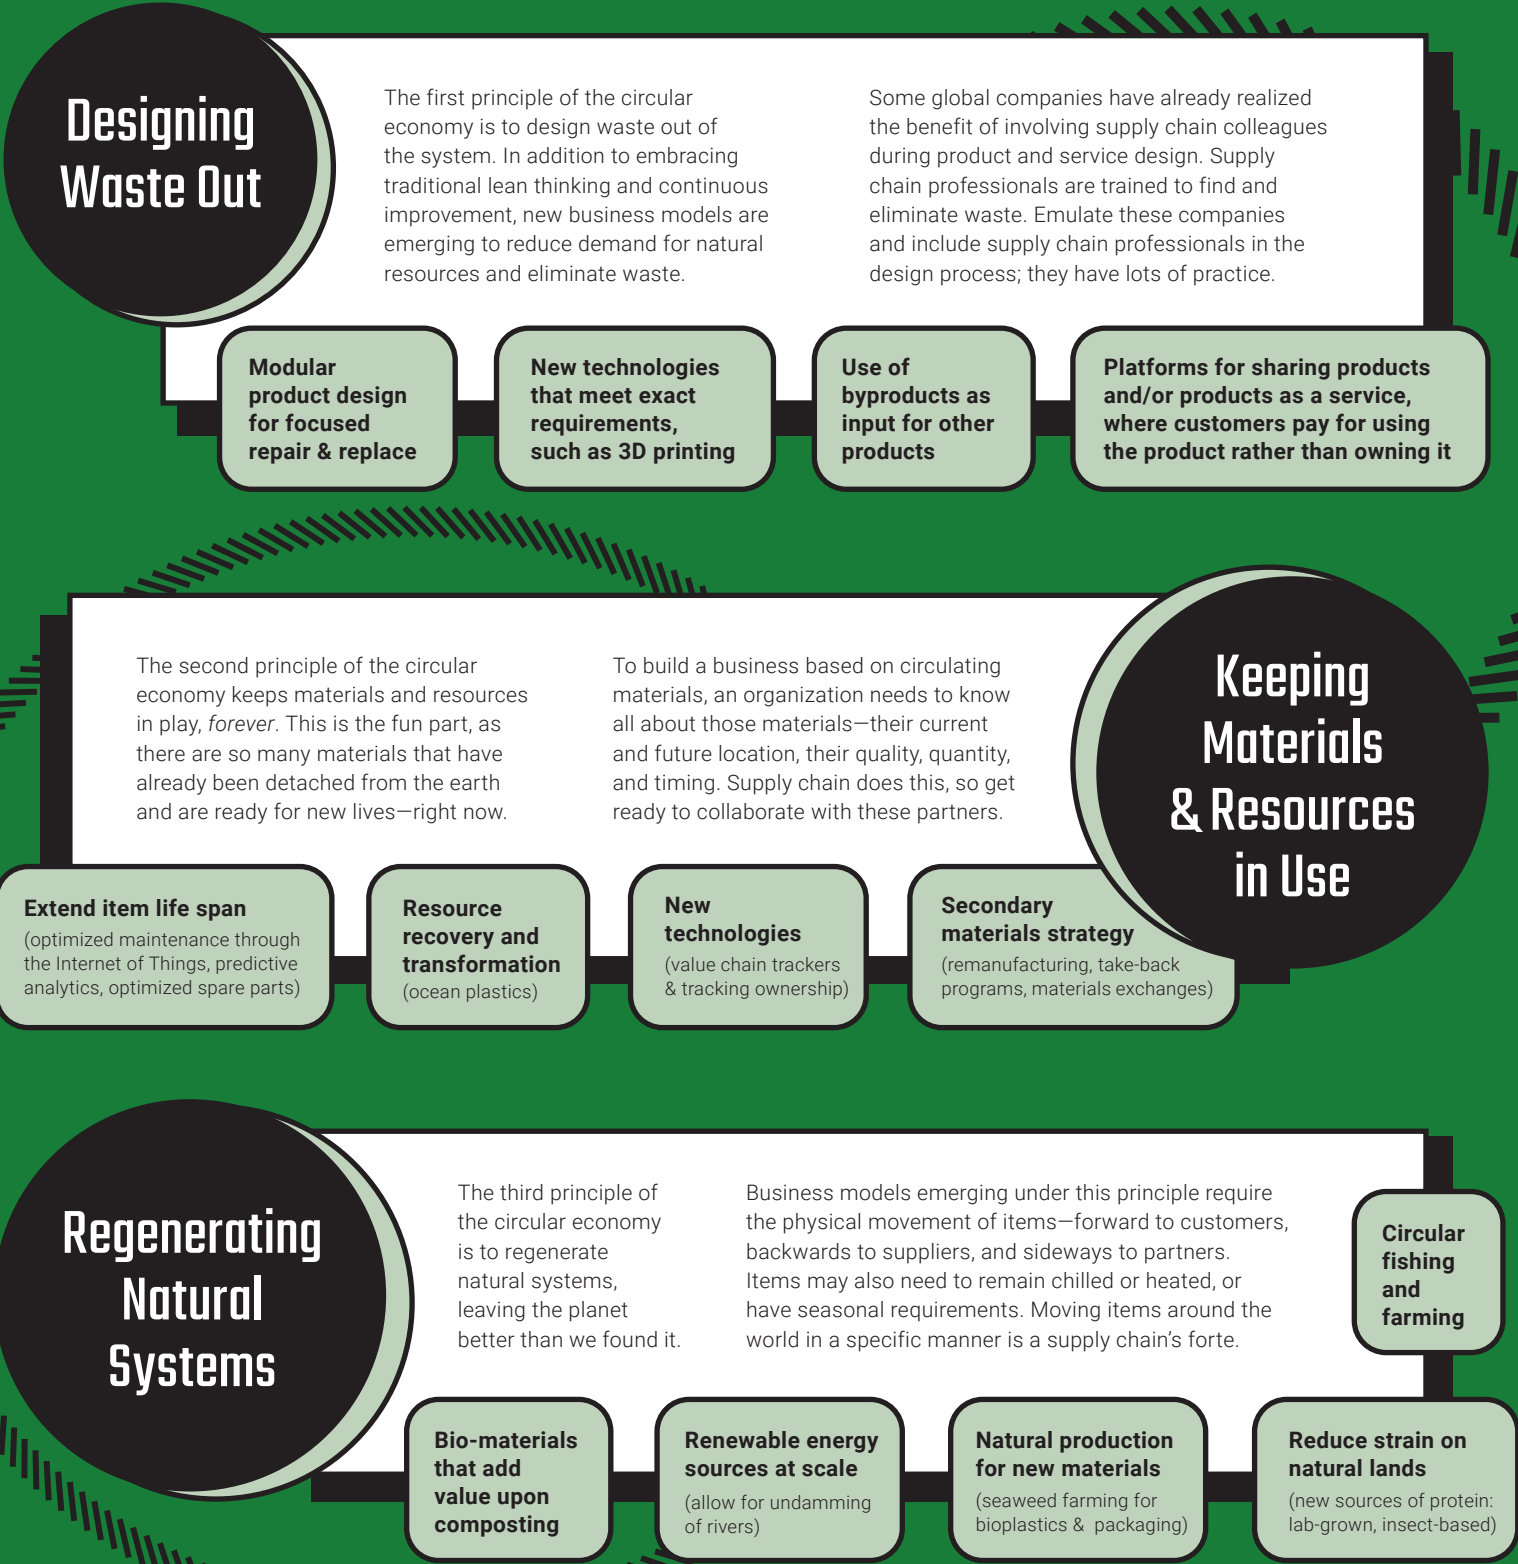 Designing
Waste Out
The first principle of the circular
economy is to design waste out of
the system. In addition to embracing
traditional lean thinking and continuous
improvement, new business models are
emerging to reduce demand for natural
resources and eliminate waste.
Some global companies have already realized
the benefit of involving supply chain colleagues
during product and service design. Supply
chain professionals are trained to find and
eliminate waste. Emulate these companies
and include supply chain professionals in the
design process; they have lots of practice.
Modular
product design
for focused
repair & replace
New technologies
that meet exact
requirements,
such as 3D printing
Use of
byproducts as
input for other
products
Platforms for sharing products
and/or products as a service,
where customers pay for using
the product rather than owning it
The second principle of the circular
economy keeps materials and resources
in play, forever. This is the fun part, as
there are so many materials that have
already been detached from the earth
and are ready for new lives—right now.
To build a business based on circulating
materials, an organization needs to know
all about those materials—their current
and future location, their quality, quantity,
and timing. Supply chain does this, so get
ready to collaborate with these partners.
Keeping
Materials
& Resources
in Use
Extend item life span
(optimized maintenance through
the Internet of Things, predictive
analytics, optimized spare parts)
Resource
recovery and
transformation
(ocean plastics)
New
technologies
(value chain trackers
& tracking ownership)
Secondary
materials strategy
(remanufacturing, take-back
programs, materials exchanges)
Regenerating
Natural
Systems
The third principle of
the circular economy
is to regenerate
natural systems,
leaving the planet
better than we found it.
Business models emerging under this principle require
the physical movement of items—forward to customers,
backwards to suppliers, and sideways to partners.
Items may also need to remain chilled or heated, or
have seasonal requirements. Moving items around the
world in a specific manner is a supply chain's forte.
Circular
fishing
and
farming
Bio-materials
that add
value upon
composting
Renewable energy
sources at scale
(allow for undamming
of rivers)
Natural production
for new materials
(seaweed farming for
bioplastics & packaging)
Reduce strain on
natural lands
(new sources of protein:
lab-grown, insect-based)